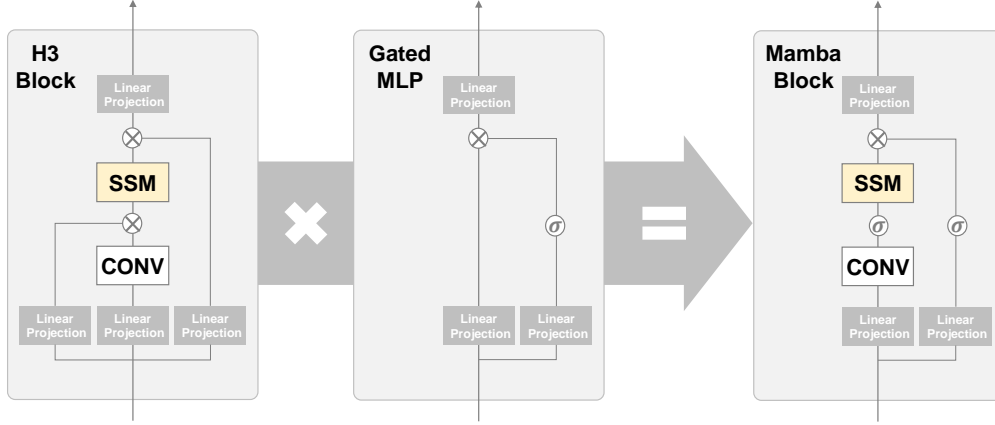 H3
Block
Linear
Projection
SSM
CONV
Linear
Projection
Linear
Projection
Linear
Projection
Gated
MLP
Linear
Projection
σ
Linear
Projection
Linear
Projection
Mamba
Block
Linear
Projection
SSM
σ
σ
CONV
Linear
Projection
Linear
Projection